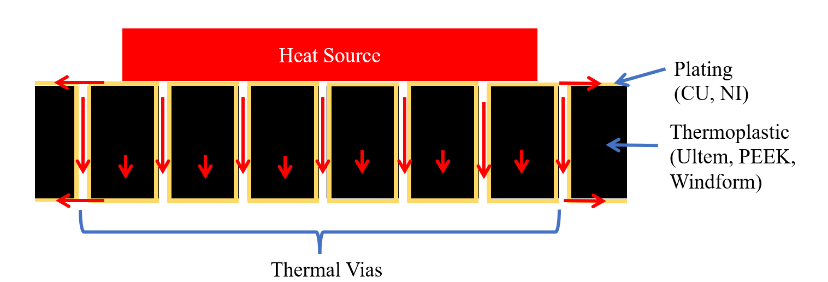 Heat Source
Plating
(CU, NI)
Thermoplastic
(Ultem, PEEK,
Windform)
Thermal Vias